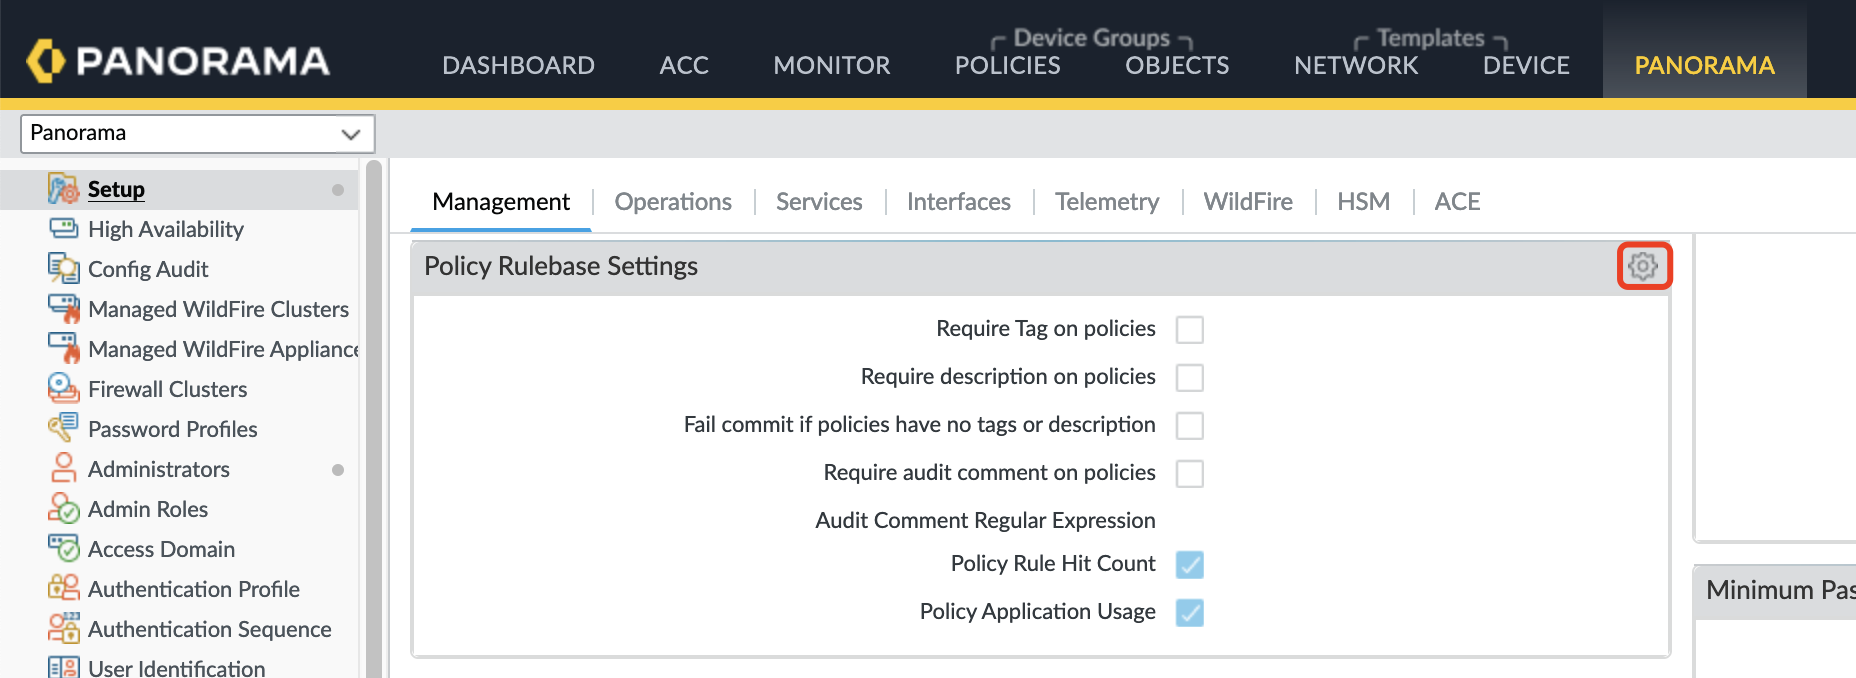 PANORAMA
Device Groups
Templates
DASHBOARD ACC MONITOR POLICIES OBJECTS NETWORK DEVICE PANORAMA
Panorama
Setup
High Availability
Config Audit
Managed WildFire Clusters
Managed WildFire Appliance
Firewall Clusters
Password Profiles
Administrators
Admin Roles
Access Domain
Authentication Profile
Authentication Sequence
User Identification
Management Operations Services Interfaces Telemetry WildFire HSM ACE
Policy Rulebase Settings
Require Tag on policies
Require description on policies
Fail commit if policies have no tags or description
Require audit comment on policies
Audit Comment Regular Expression
Policy Rule Hit Count
Policy Application Usage
Minimum Pas